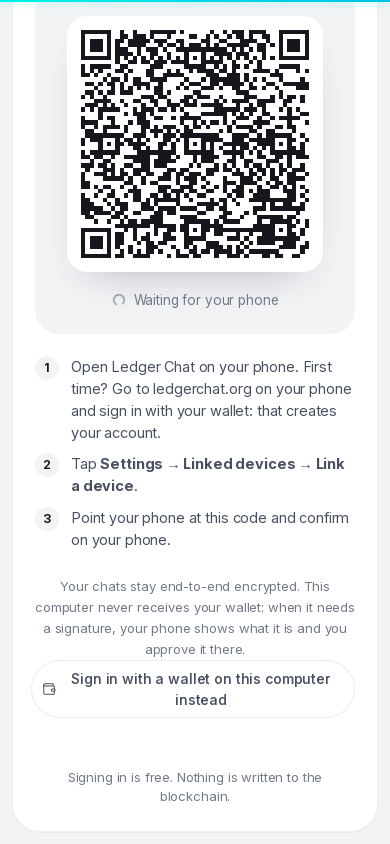 Waiting for your phone
1 Open Ledger Chat on your phone. First
time? Go to ledgerchat.org on your phone
and sign in with your wallet: that creates
your account.
2 Tap Settings → Linked devices → Link
a device.
3 Point your phone at this code and confirm
on your phone.
Your chats stay end-to-end encrypted. This
computer never receives your wallet: when it needs
a signature, your phone shows what it is and you
approve it there.
Sign in with a wallet on this computer
instead
Signing in is free. Nothing is written to the
blockchain.